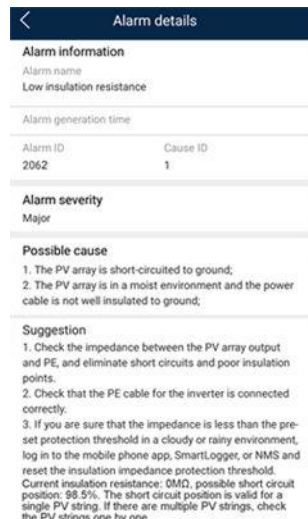 Alarm details
Alarm information
Alarm name
Low insulation resistance
Alarm generation time
Alarm ID
Cause ID
2062
1
Alarm severity
Major
Possible cause
1. The PV array is short-circuited to ground;
2. The PV array is in a moist environment and the power
cable is not well insulated to ground;
Suggestion
1. Check the impedance between the PV array output
and PE, and eliminate short circuits and poor insulation
points.
2. Check that the PE cable for the inverter is connected
correctly.
3. If you are sure that the impedance is less than the pre-
set protection threshold in a cloudy or rainy environment,
log in to the mobile phone app, SmartLogger, or NMS and
reset the insulation impedance protection threshold.
Current insulation resistance: 0MΩ, possible short circuit
position: 98.5%. The short circuit position is valid for a
single PV string. If there are multiple PV strings, check
the PV strings one by one.